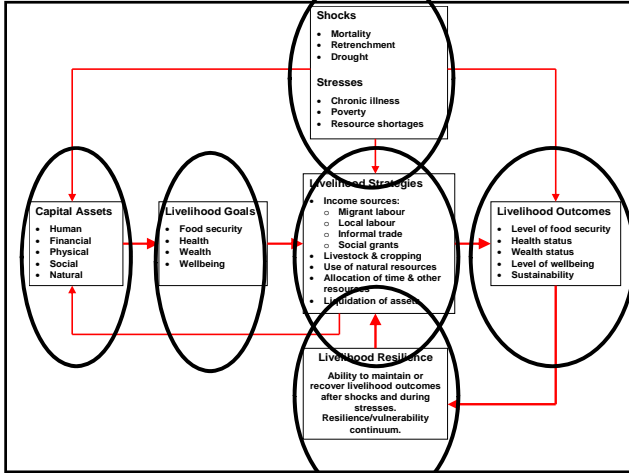 Shocks
• Mortality
• Retrenchment
• Drought
Stresses
• Chronic illness
• Poverty
• Resource shortages
Capital Assets
• Human
• Financial
• Physical
• Social
• Natural
Livelihood Goals
• Food security
• Health
• Wealth
• Wellbeing
Livelihood Strategies
• Income sources:
o Migrant labour
o Local labour
o Informal trade
o Social grants
• Livestock & cropping
• Use of natural resources
• Allocation of time & other
resources
• Liquidation of assets
Livelihood Outcomes
• Level of food security
• Health status
• Wealth status
• Level of wellbeing
• Sustainability
Livelihood Resilience
Ability to maintain or
recover livelihood outcomes
after shocks and during
stresses.
Resilience/vulnerability
continuum.